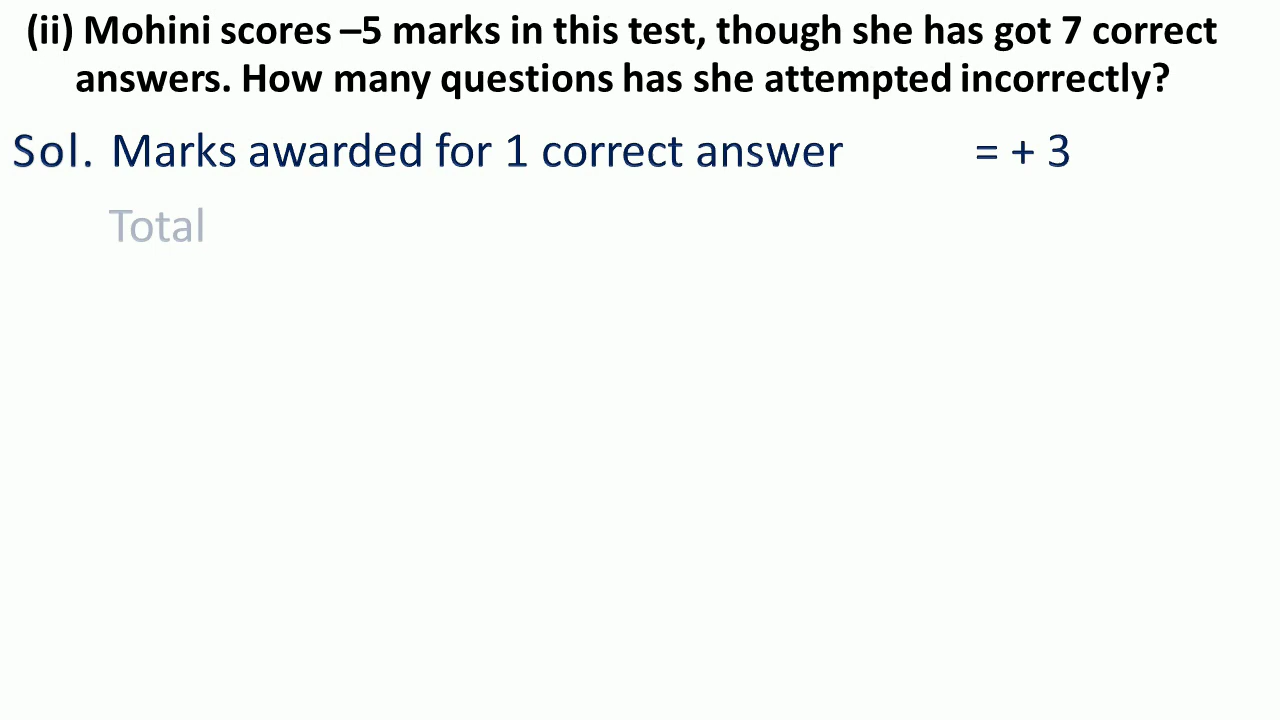 (ii) Mohini scores –5 marks in this test, though she has got 7 correct
answers. How many questions has she attempted incorrectly?
Sol. Marks awarded for 1 correct answer = + 3
Total